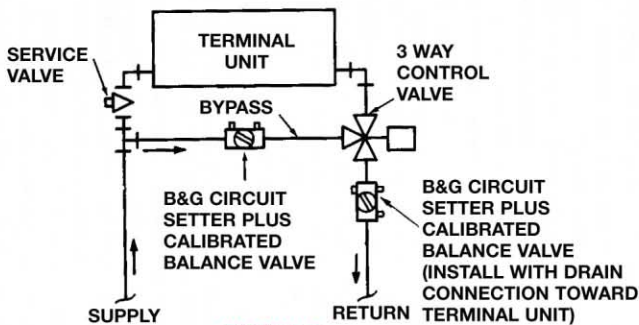 SERVICE
VALVE
TERMINAL
UNIT
3 WAY
CONTROL
VALVE
BYPASS
B&G CIRCUIT
SETTER PLUS
CALIBRATED
BALANCE VALVE
B&G CIRCUIT
SETTER PLUS
CALIBRATED
BALANCE VALVE
(INSTALL WITH DRAIN
CONNECTION TOWARD
TERMINAL UNIT)
SUPPLY
RETURN